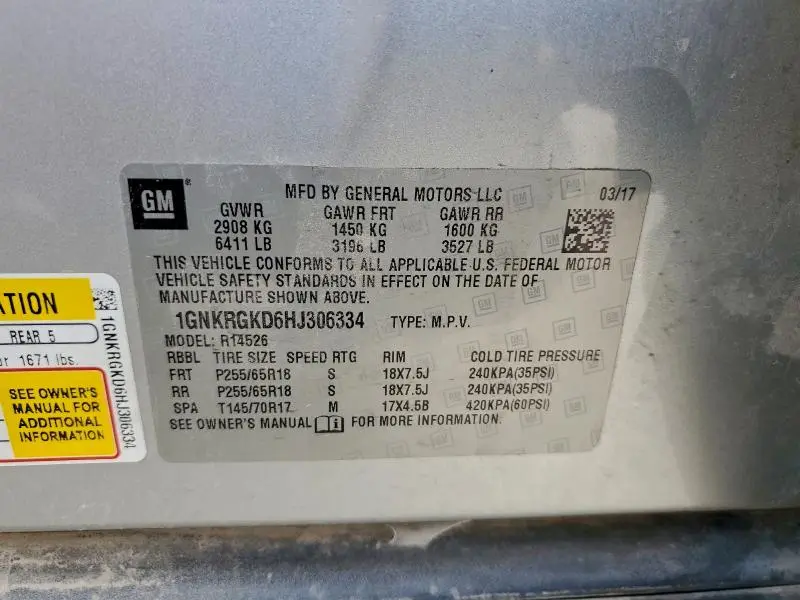 GM
MFD BY GENERAL MOTORS LLC 03/17
GVWR GAWR FRT GAWR RR
2908 KG 1450 KG 1600 KG
6411 LB 3196 LB 3527 LB
THIS VEHICLE CONFORMS TO ALL APPLICABLE U.S. FEDERAL MOTOR
VEHICLE SAFETY STANDARDS IN EFFECT ON THE DATE OF
MANUFACTURE SHOWN ABOVE.
1GNKRGKD6HJ306334 TYPE: M.P.V.
MODEL: R14526
RBBL TIRE SIZE SPEED RTG RIM COLD TIRE PRESSURE
FRT P255/65R18 S 18X7.5J 240KPA(35PSI)
RR P255/65R18 S 18X7.5J 240KPA(35PSI)
SPA T145/70R17 M 17X4.5B 420KPA(60PSI)
SEE OWNER'S MANUAL i FOR MORE INFORMATION.
ATION
REAR 5
or 1671 lbs.
SEE OWNER'S
MANUAL FOR
ADDITIONAL
INFORMATION
1GNKRGKD6HJ306334